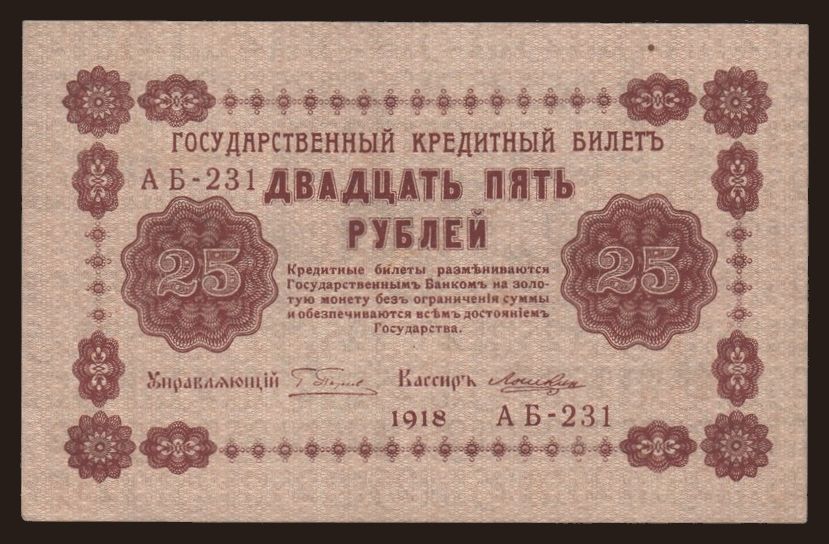 ГОСУДАРСТВЕННЫЙ КРЕДИТНЫЙ БИЛЕТЪ
АБ-231 ДВАДЦАТЬ ПЯТЬ
РУБЛЕЙ
25
25
Кредитные билеты размѣниваются
Государственнымъ Банкомъ на золо-
тую монету безъ ограниченія суммы
и обезпечиваются всѣмъ достояніемъ
Государства.
Управляющій
Кассиръ
1918 АБ-231